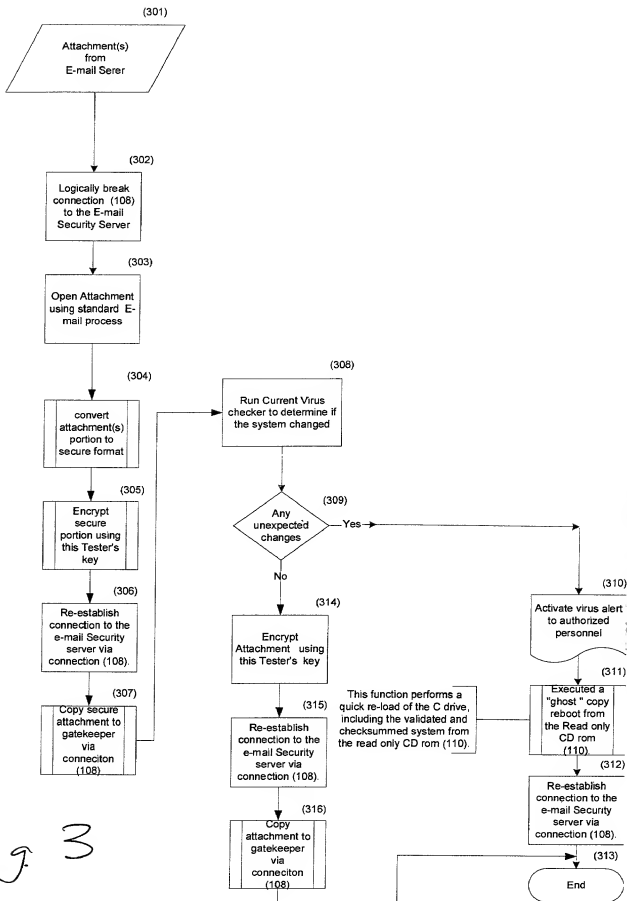 (301)
Attachment(s)
from
E-mail Serer
(302)
Logically break
connection (108)
to the E-mail
Security Server
(303)
Open Attachment
using standard E-
mail process
(304)
convert
attachment(s)
portion to
secure format
(305)
Encrypt
secure
portion using
this Tester's
key
(306)
Re-establish
connection to the
e-mail Security
server via
connection (108).
(307)
Copy secure
attachment to
gatekeeper
via
conneciton
(108)
(308)
Run Current Virus
checker to determine if
the system changed
(309)
Any
unexpected
changes
Yes
No
(310)
Activate virus alert
to authorized
personnel
(311)
Executed a
"ghost " copy
reboot from
the Read only
CD rom
(110).
This function performs a
quick re-load of the C drive,
including the validated and
checksummed system from
the read only CD rom (110).
(312)
Re-establish
connection to the
e-mail Security
server via
connection (108).
(313)
End
(314)
Encrypt
Attachment using
this Tester's key
(315)
Re-establish
connection to the
e-mail Security
server via
connection (108).
(316)
Copy
attachment to
gatekeeper
via
conneciton
(108)
g. 3